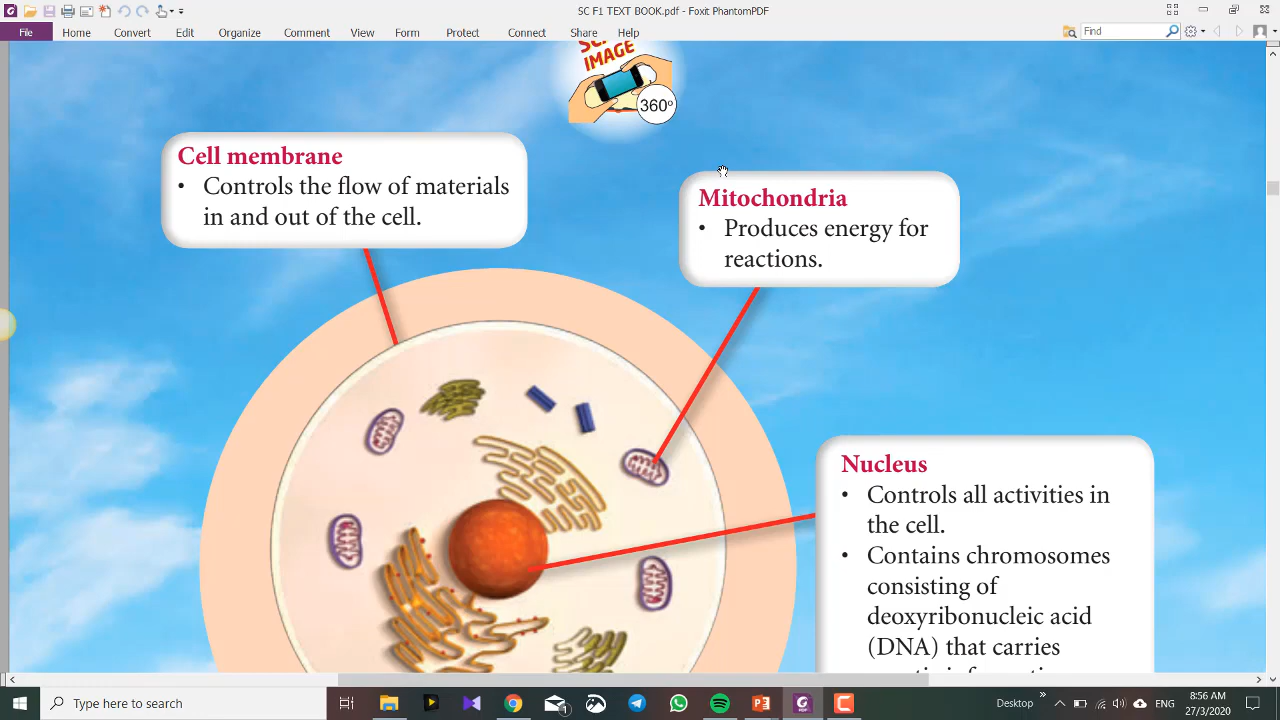 SC F1 TEXT BOOK.pdf - Foxit PhantomPDF
File Home Convert Edit Organize Comment View Form Protect Connect Share Help Find
IMAGE
360°
Cell membrane
• Controls the flow of materials
in and out of the cell.
Mitochondria
• Produces energy for
reactions.
Nucleus
• Controls all activities in
the cell.
• Contains chromosomes
consisting of
deoxyribonucleic acid
(DNA) that carries
Type here to search
Desktop
ENG
8:56 AM
27/3/2020